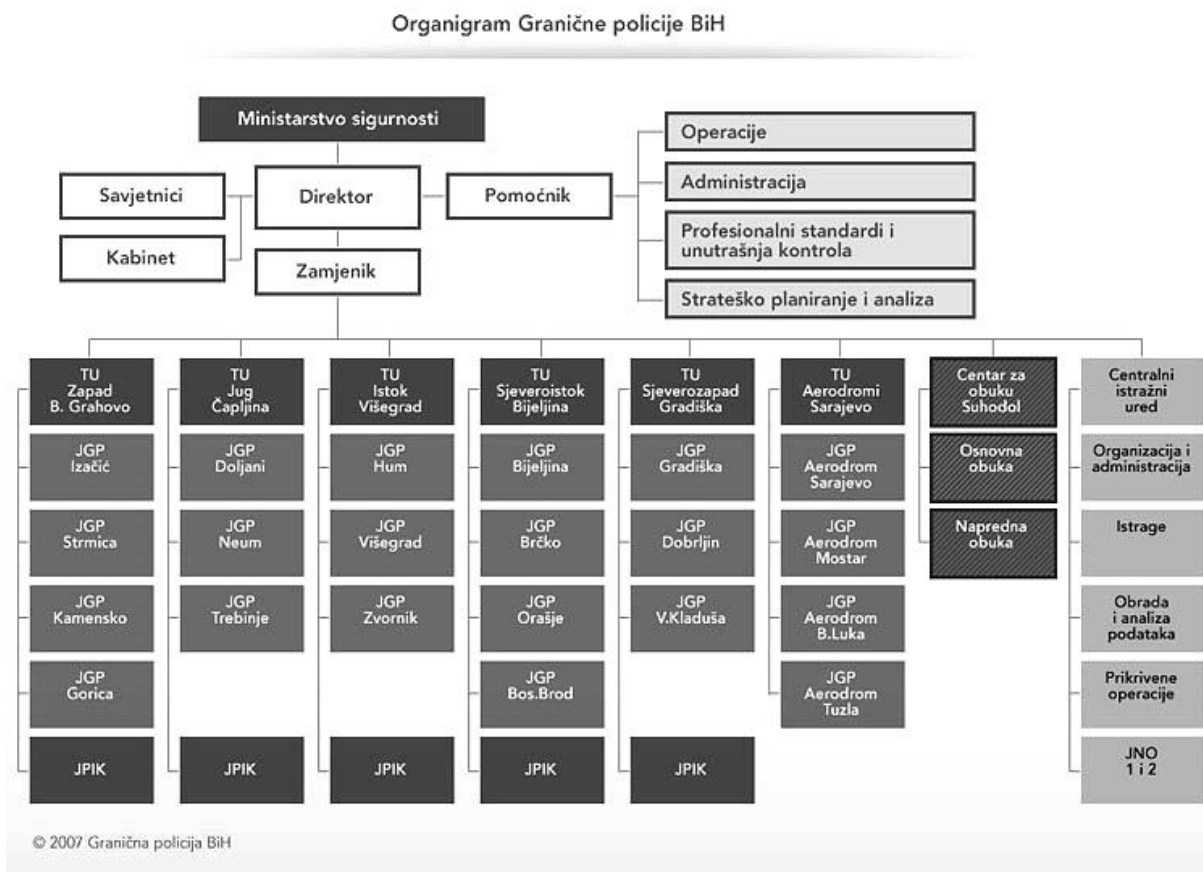 Organigram Granične policije BiH
Ministarstvo sigurnosti
Savjetnici
Kabinet
Direktor
Zamjenik
Pomoćnik
Operacije
Administracija
Profesionalni standardi i
unutrašnja kontrola
Strateško planiranje i analiza
TU
Zapad
B. Grahovo
JGP
Izačić
JGP
Strmica
JGP
Kamensko
JGP
Gorica
JPIK
TU
Jug
Čapljina
JGP
Doljani
JGP
Neum
JGP
Trebinje
JPIK
TU
Istok
Višegrad
JGP
Hum
JGP
Višegrad
JGP
Zvornik
JPIK
TU
Sjeveroistok
Bijeljina
JGP
Bijeljina
JGP
Brčko
JGP
Orašje
JGP
Bos.Brod
JPIK
TU
Sjeverozapad
Gradiška
JGP
Gradiška
JGP
Dobrljin
JGP
V.Kladuša
JPIK
TU
Aerodromi
Sarajevo
JGP
Aerodrom
Sarajevo
JGP
Aerodrom
Mostar
JGP
Aerodrom
B.Luka
JGP
Aerodrom
Tuzla
Centar za
obuku
Suhodol
Osnovna
obuka
Napredna
obuka
Centralni
istražni
ured
Organizacija i
administracija
Istrage
Obrada
i analiza
podataka
Prikrivene
operacije
JNO
1 i 2
© 2007 Granična policija BiH